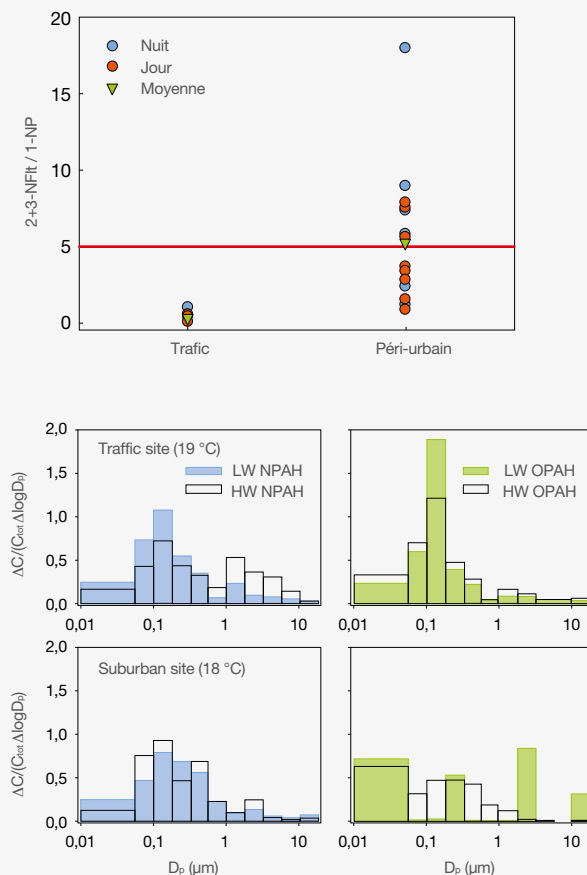 20
15
10
5
0
2+3-NFlt / 1-NP
Nuit
Jour
Moyenne
Trafic
Péri-urbain
2,0
1,5
1,0
0,5
0,0
ΔC/(Ctot ΔlogDp)
Traffic site (19 °C)
LW NPAH
HW NPAH
0,01 0,1 1 10
LW OPAH
HW OPAH
0,01 0,1 1 10
2,0
1,5
1,0
0,5
0,0
ΔC/(Ctot ΔlogDp)
Suburban site (18 °C)
0,01 0,1 1 10
Dp (µm)
0,01 0,1 1 10
Dp (µm)